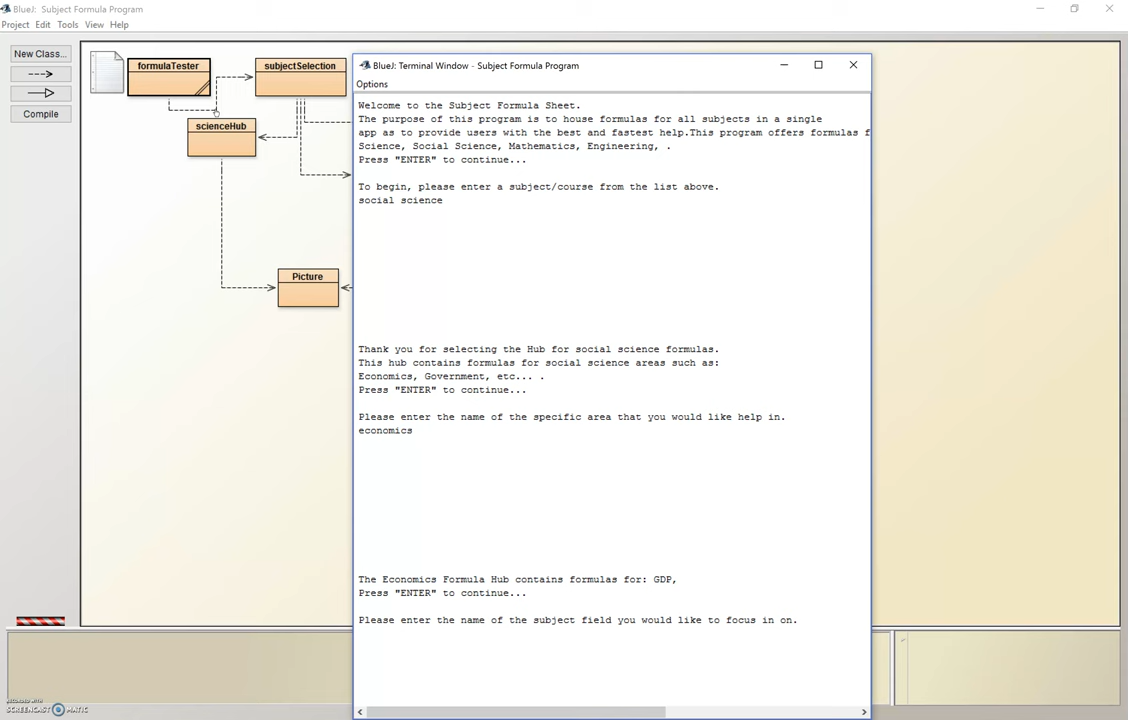 BlueJ: Subject Formula Program
Project Edit Tools View Help
New Class...
Compile
formulaTester
subjectSelection
scienceHub
Picture
BlueJ: Terminal Window - Subject Formula Program
Options
Welcome to the Subject Formula Sheet.
The purpose of this program is to house formulas for all subjects in a single
app as to provide users with the best and fastest help.This program offers formulas f
Science, Social Science, Mathematics, Engineering, .
Press "ENTER" to continue...
To begin, please enter a subject/course from the list above.
social science
Thank you for selecting the Hub for social science formulas.
This hub contains formulas for social science areas such as:
Economics, Government, etc... .
Press "ENTER" to continue...
Please enter the name of the specific area that you would like help in.
economics
The Economics Formula Hub contains formulas for: GDP,
Press "ENTER" to continue...
Please enter the name of the subject field you would like to focus in on.
RECORDED WITH
SCREENCAST MATIC